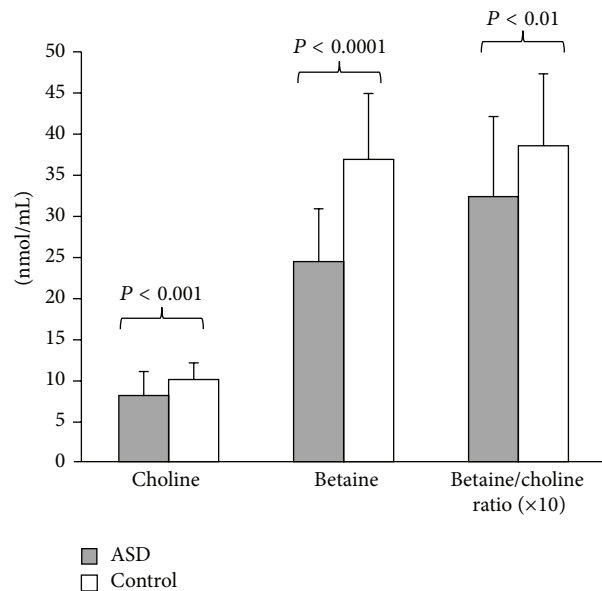 P < 0.01
P < 0.0001
P < 0.001
(nmol/mL)
50
45
40
35
30
25
20
15
10
5
0
Choline
Betaine
Betaine/choline
ratio (×10)
ASD
Control